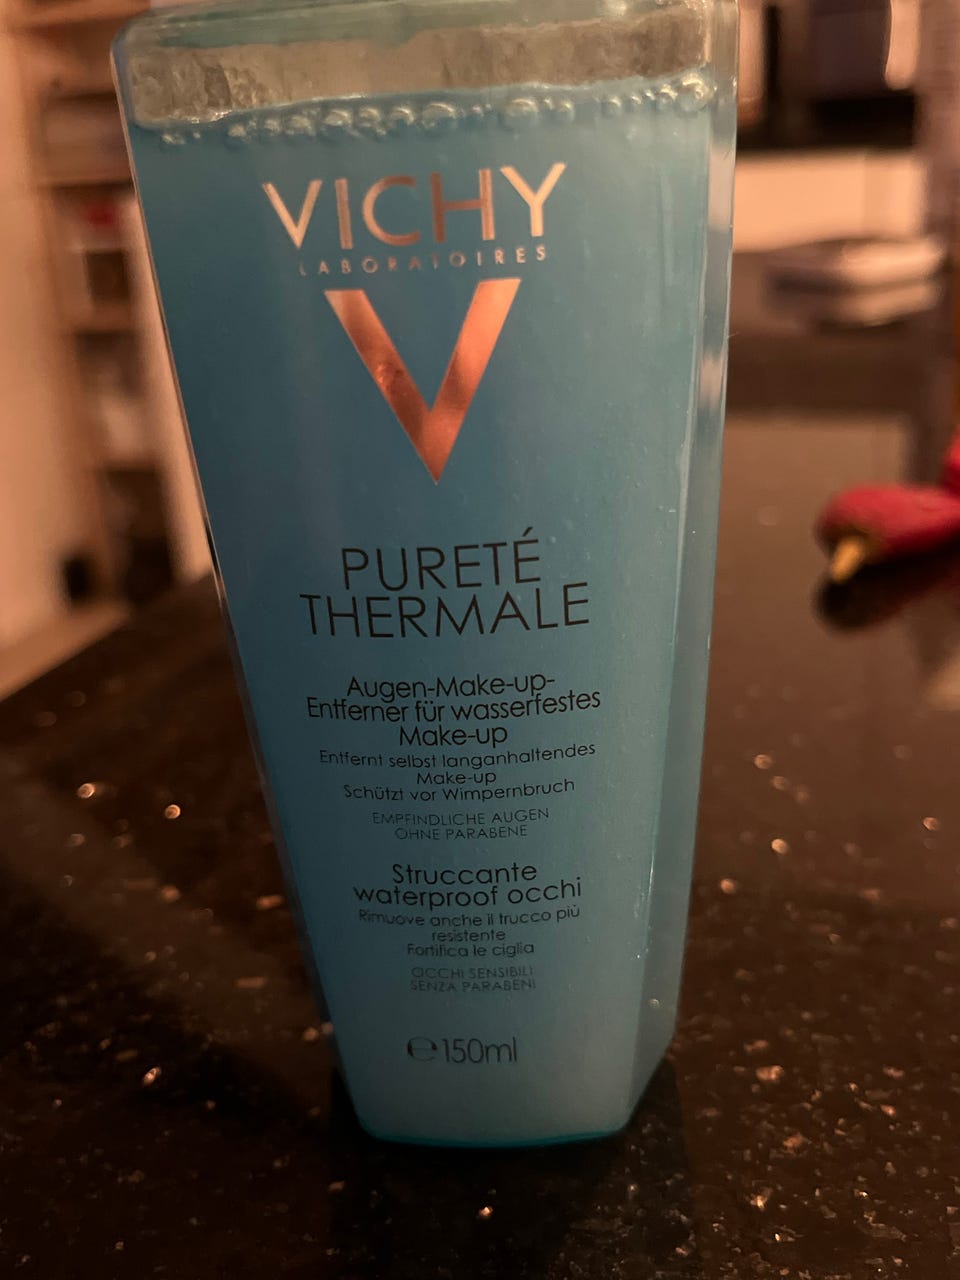 VICHY
LABORATOIRES
V
PURETÉ
THERMALE
Augen-Make-up-
Entferner für wasserfestes
Make-up
Entfernt selbst langanhaltendes
Make-up
Schützt vor Wimpernbruch
EMPFINDLICHE AUGEN
OHNE PARABENE
Struccante
waterproof occhi
Rimuove anche il trucco più
resistente
Fortifica le ciglia
OCCHI SENSIBILI
SENZA PARABENI
℮150ml